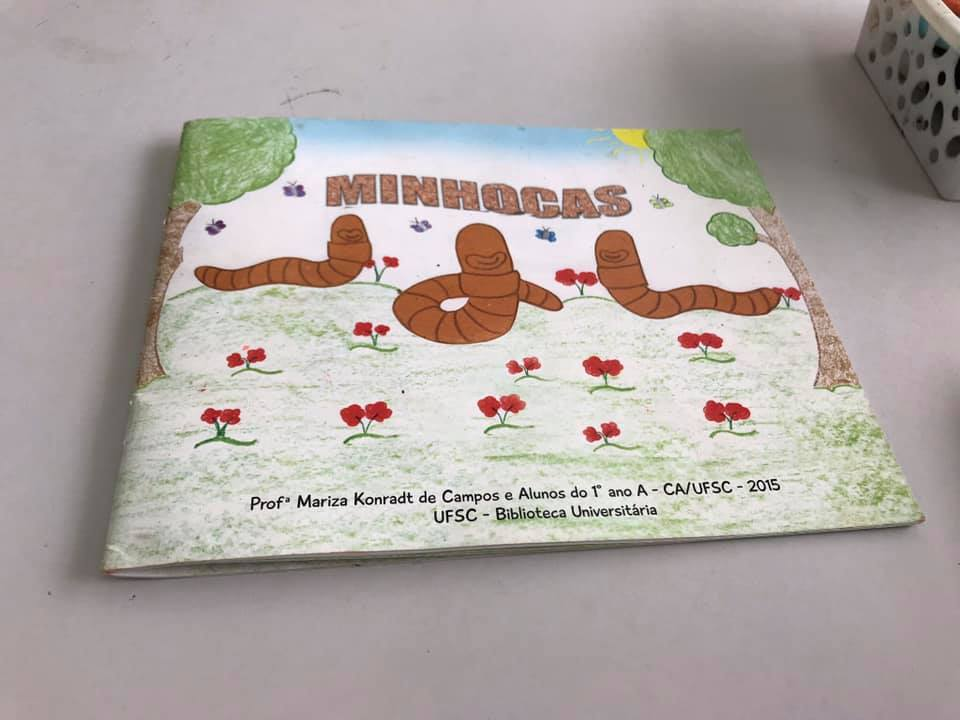 MINHOCAS
Profª Mariza Konradt de Campos e Alunos do 1º ano A - CA/UFSC - 2015
UFSC - Biblioteca Universitária